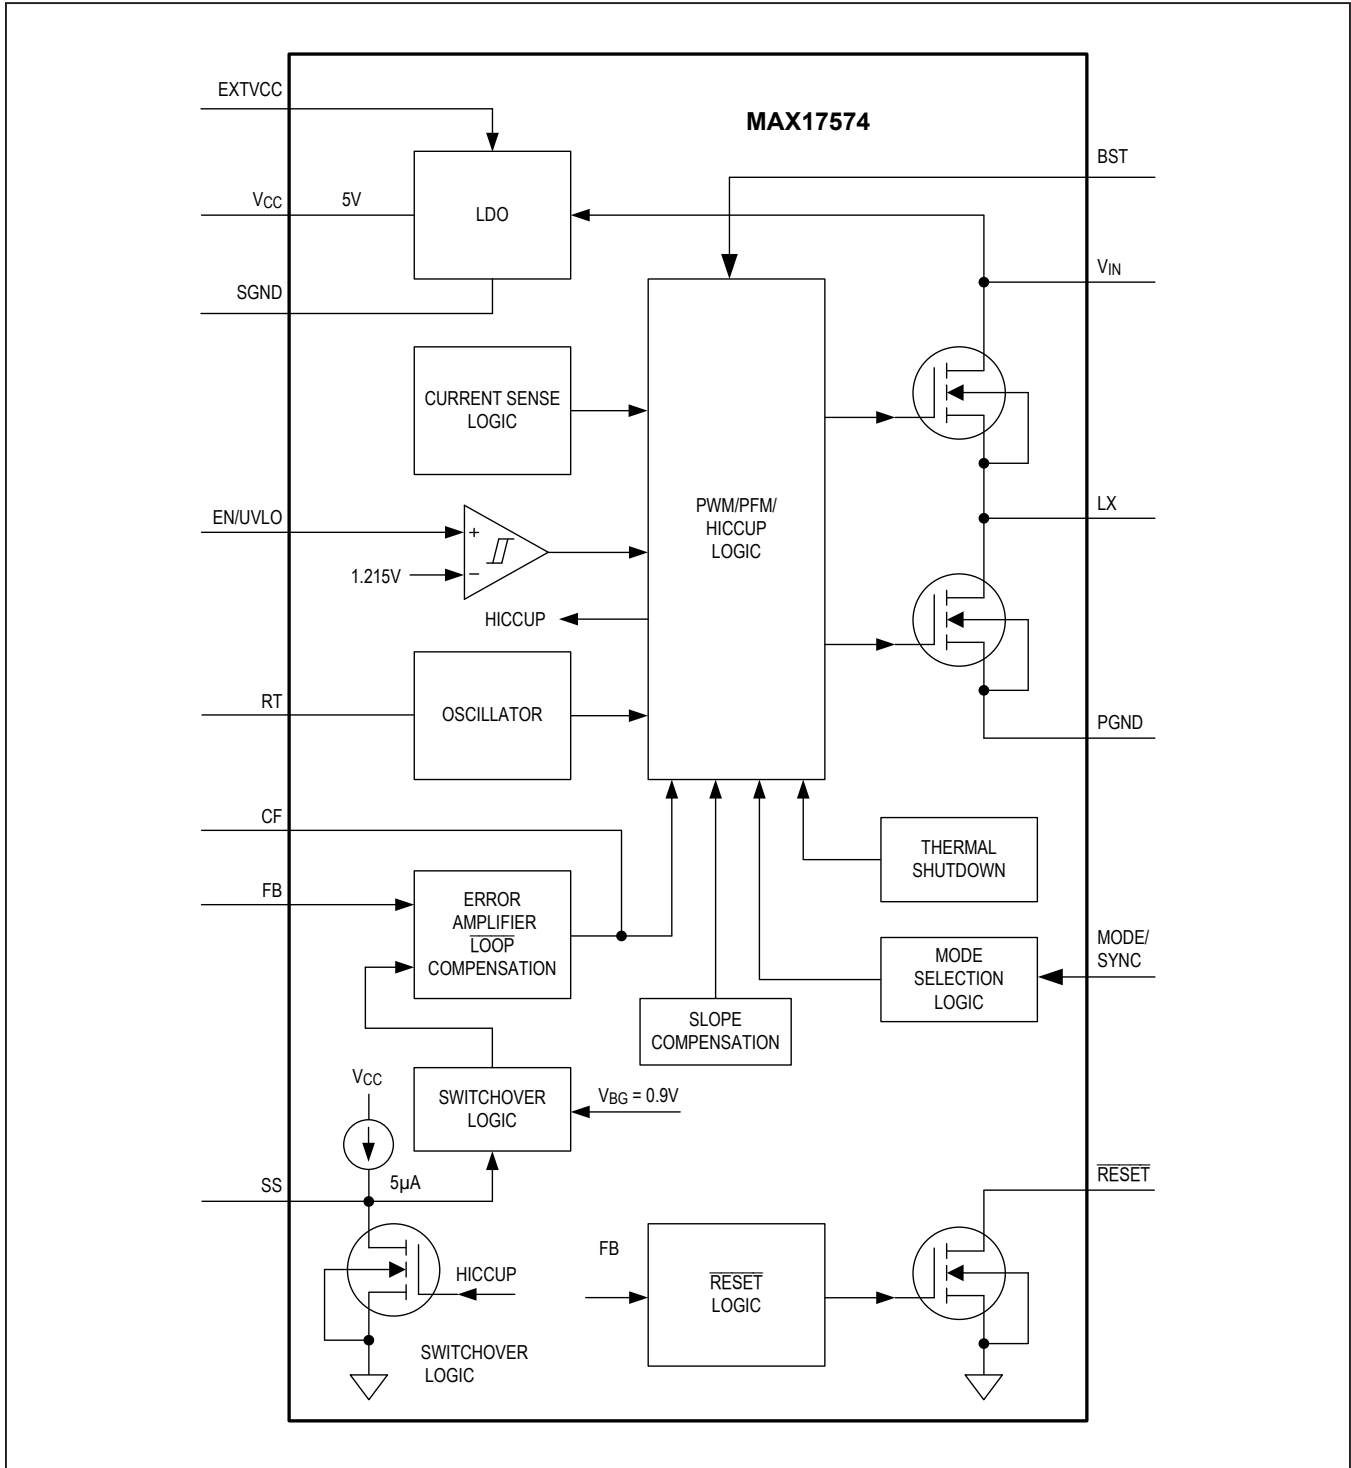 EXTVCC
MAX17574
BST
VCC
5V
LDO
VIN
SGND
CURRENT SENSE
LOGIC
EN/UVLO
+
1.215V
−
PWM/PFM/
HICCUP
LOGIC
LX
HICCUP
RT
OSCILLATOR
PGND
CF
THERMAL
SHUTDOWN
FB
ERROR
AMPLIFIER
LOOP
COMPENSATION
MODE/
SYNC
MODE
SELECTION
LOGIC
SLOPE
COMPENSATION
VCC
SWITCHOVER
LOGIC
VBG = 0.9V
SS
5µA
RESET
FB
HICCUP
RESET
LOGIC
SWITCHOVER
LOGIC